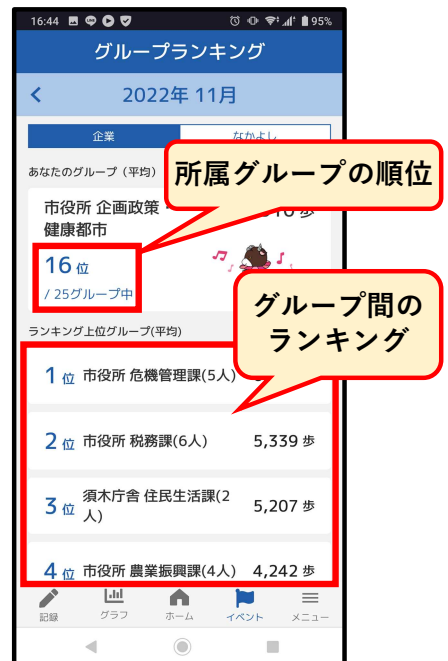 16:44 95%
グループランキング
2022年 11月
企業 なかよし
あなたのグループ（平均）
所属グループの順位
市役所 企画政策
健康都市
歩
16 位
/ 25グループ中
グループ間の
ランキング
ランキング上位グループ(平均)
1 位 市役所 危機管理課(5人)
2 位 市役所 税務課(6人) 5,339 歩
3 位 須木庁舎 住民生活課(2
人) 5,207 歩
4 位 市役所 農業振興課(4人) 4,242 歩
記録 グラフ ホーム イベント メニュー